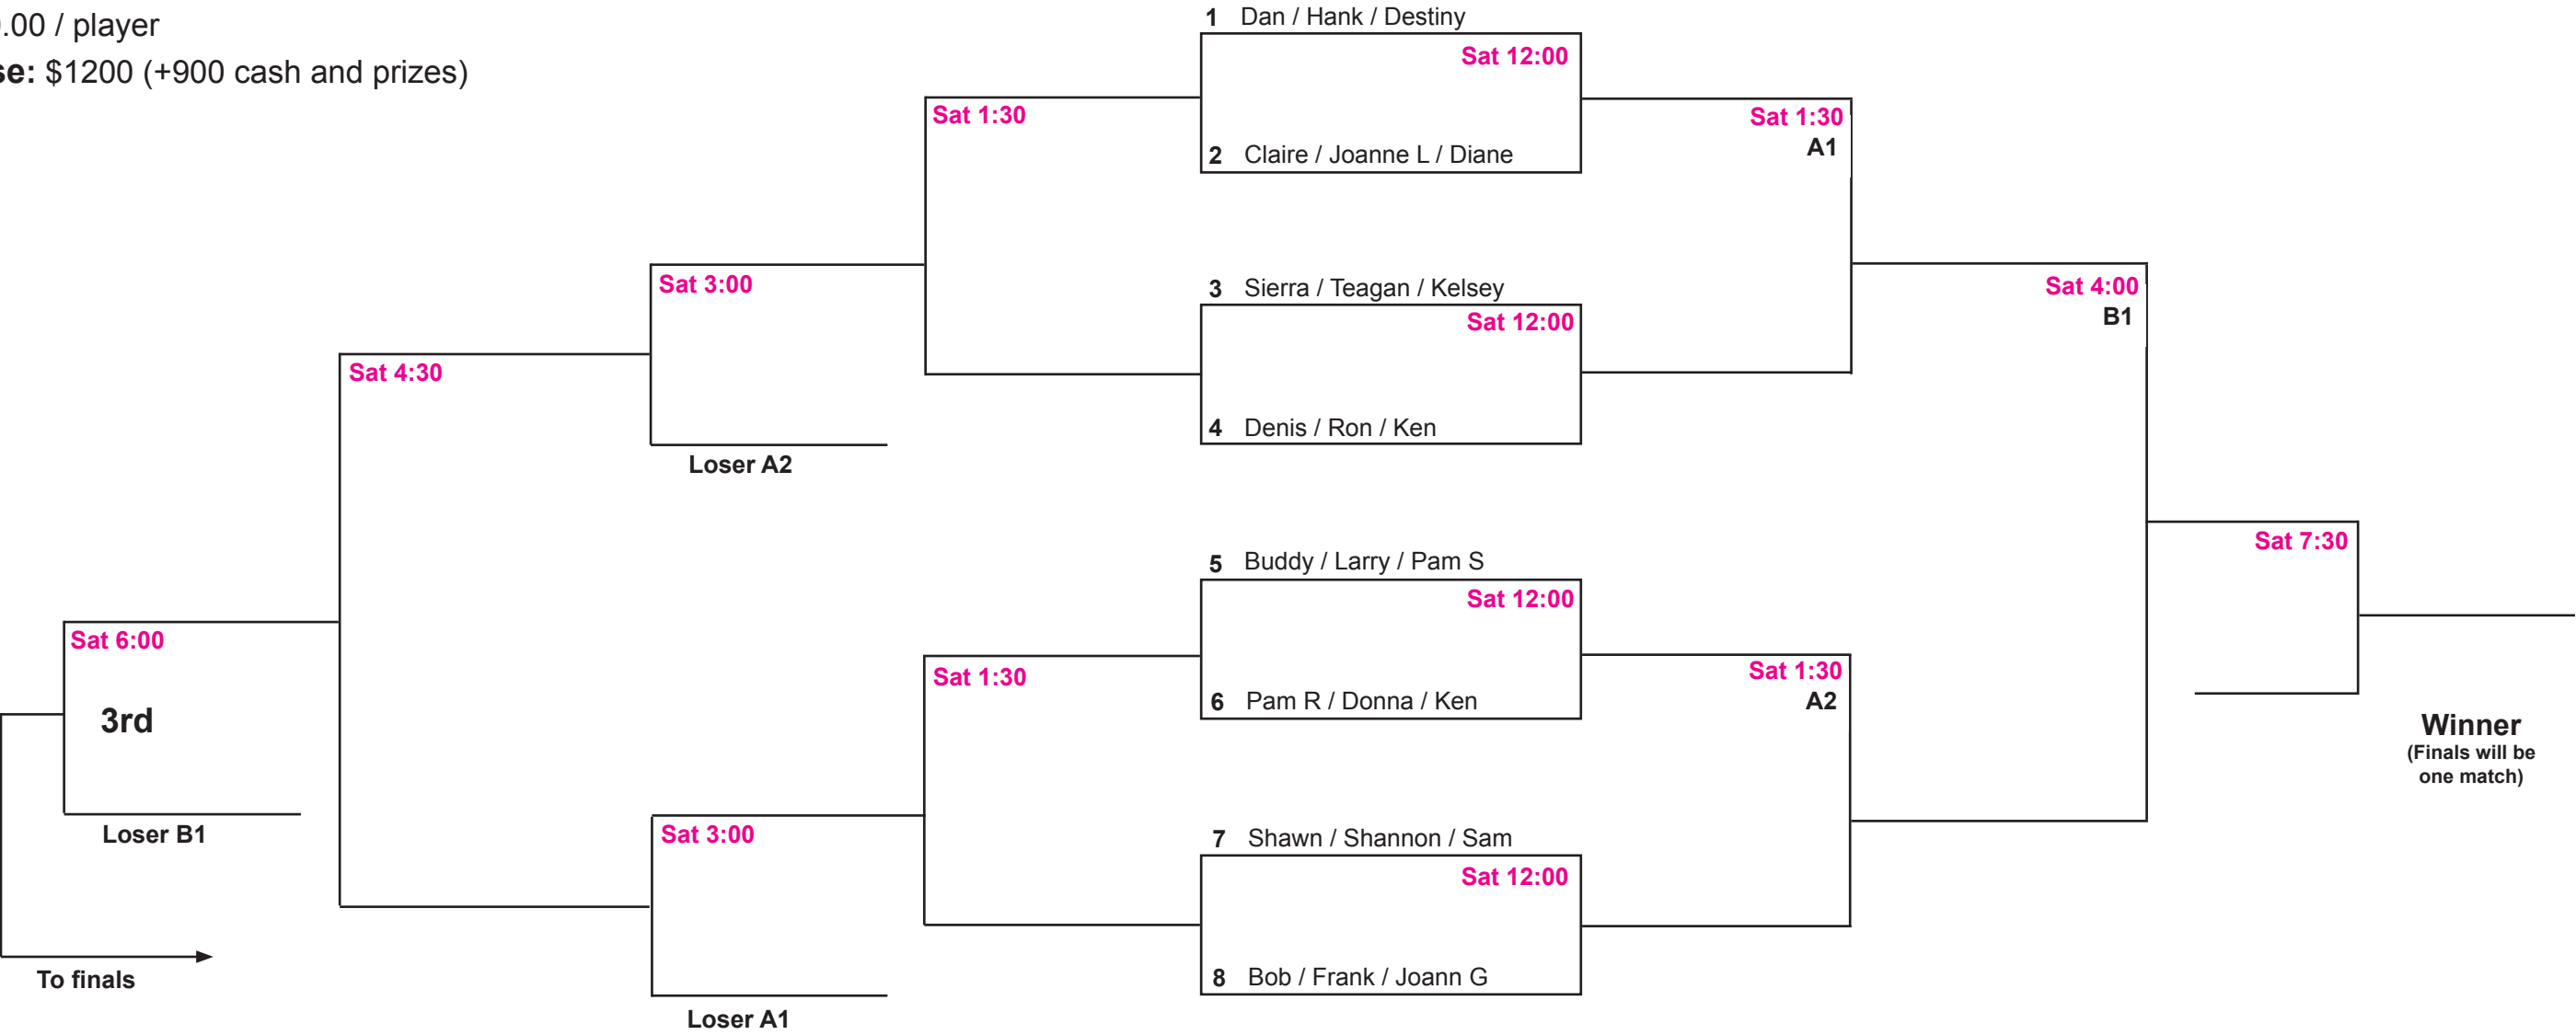 .00 / player
se: $1200 (+900 cash and prizes)
1 Dan / Hank / Destiny
Sat 12:00
2 Claire / Joanne L / Diane
3 Sierra / Teagan / Kelsey
Sat 12:00
4 Denis / Ron / Ken
5 Buddy / Larry / Pam S
Sat 12:00
6 Pam R / Donna / Ken
7 Shawn / Shannon / Sam
Sat 12:00
8 Bob / Frank / Joann G
Sat 1:30
A1
Sat 1:30
A2
Sat 4:00
B1
Sat 7:30
Winner
(Finals will be
one match)
Sat 1:30
Sat 1:30
Sat 3:00
Loser A2
Sat 3:00
Loser A1
Sat 4:30
Sat 6:00
3rd
Loser B1
To finals